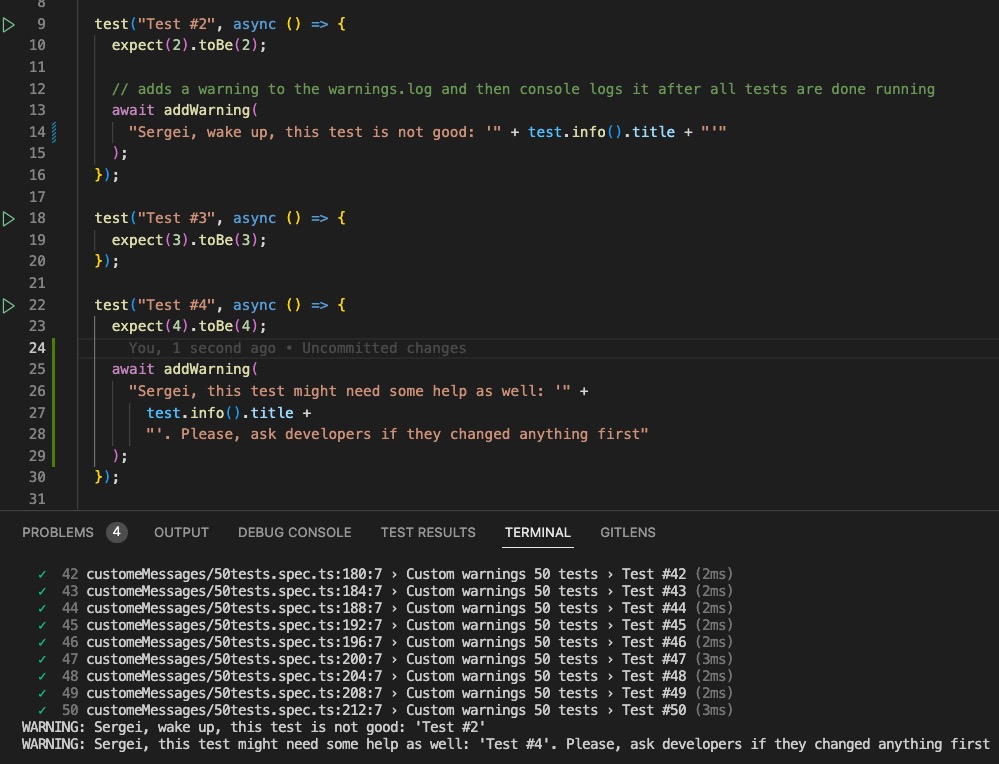 8
9 test("Test #2", async () => {
10 expect(2).toBe(2);
11
12 // adds a warning to the warnings.log and then console logs it after all tests are done running
13 await addWarning(
14 "Sergei, wake up, this test is not good: '" + test.info().title + "'"
15 );
16 });
17
18 test("Test #3", async () => {
19 expect(3).toBe(3);
20 });
21
22 test("Test #4", async () => {
23 expect(4).toBe(4);
24 You, 1 second ago • Uncommitted changes
25 await addWarning(
26 "Sergei, this test might need some help as well: '" +
27 test.info().title +
28 "'. Please, ask developers if they changed anything first"
29 );
30 });
31
PROBLEMS 4 OUTPUT DEBUG CONSOLE TEST RESULTS TERMINAL GITLENS
✓ 42 customeMessages/50tests.spec.ts:180:7 › Custom warnings 50 tests › Test #42 (2ms)
✓ 43 customeMessages/50tests.spec.ts:184:7 › Custom warnings 50 tests › Test #43 (2ms)
✓ 44 customeMessages/50tests.spec.ts:188:7 › Custom warnings 50 tests › Test #44 (2ms)
✓ 45 customeMessages/50tests.spec.ts:192:7 › Custom warnings 50 tests › Test #45 (2ms)
✓ 46 customeMessages/50tests.spec.ts:196:7 › Custom warnings 50 tests › Test #46 (2ms)
✓ 47 customeMessages/50tests.spec.ts:200:7 › Custom warnings 50 tests › Test #47 (3ms)
✓ 48 customeMessages/50tests.spec.ts:204:7 › Custom warnings 50 tests › Test #48 (2ms)
✓ 49 customeMessages/50tests.spec.ts:208:7 › Custom warnings 50 tests › Test #49 (2ms)
✓ 50 customeMessages/50tests.spec.ts:212:7 › Custom warnings 50 tests › Test #50 (3ms)
WARNING: Sergei, wake up, this test is not good: 'Test #2'
WARNING: Sergei, this test might need some help as well: 'Test #4'. Please, ask developers if they changed anything first